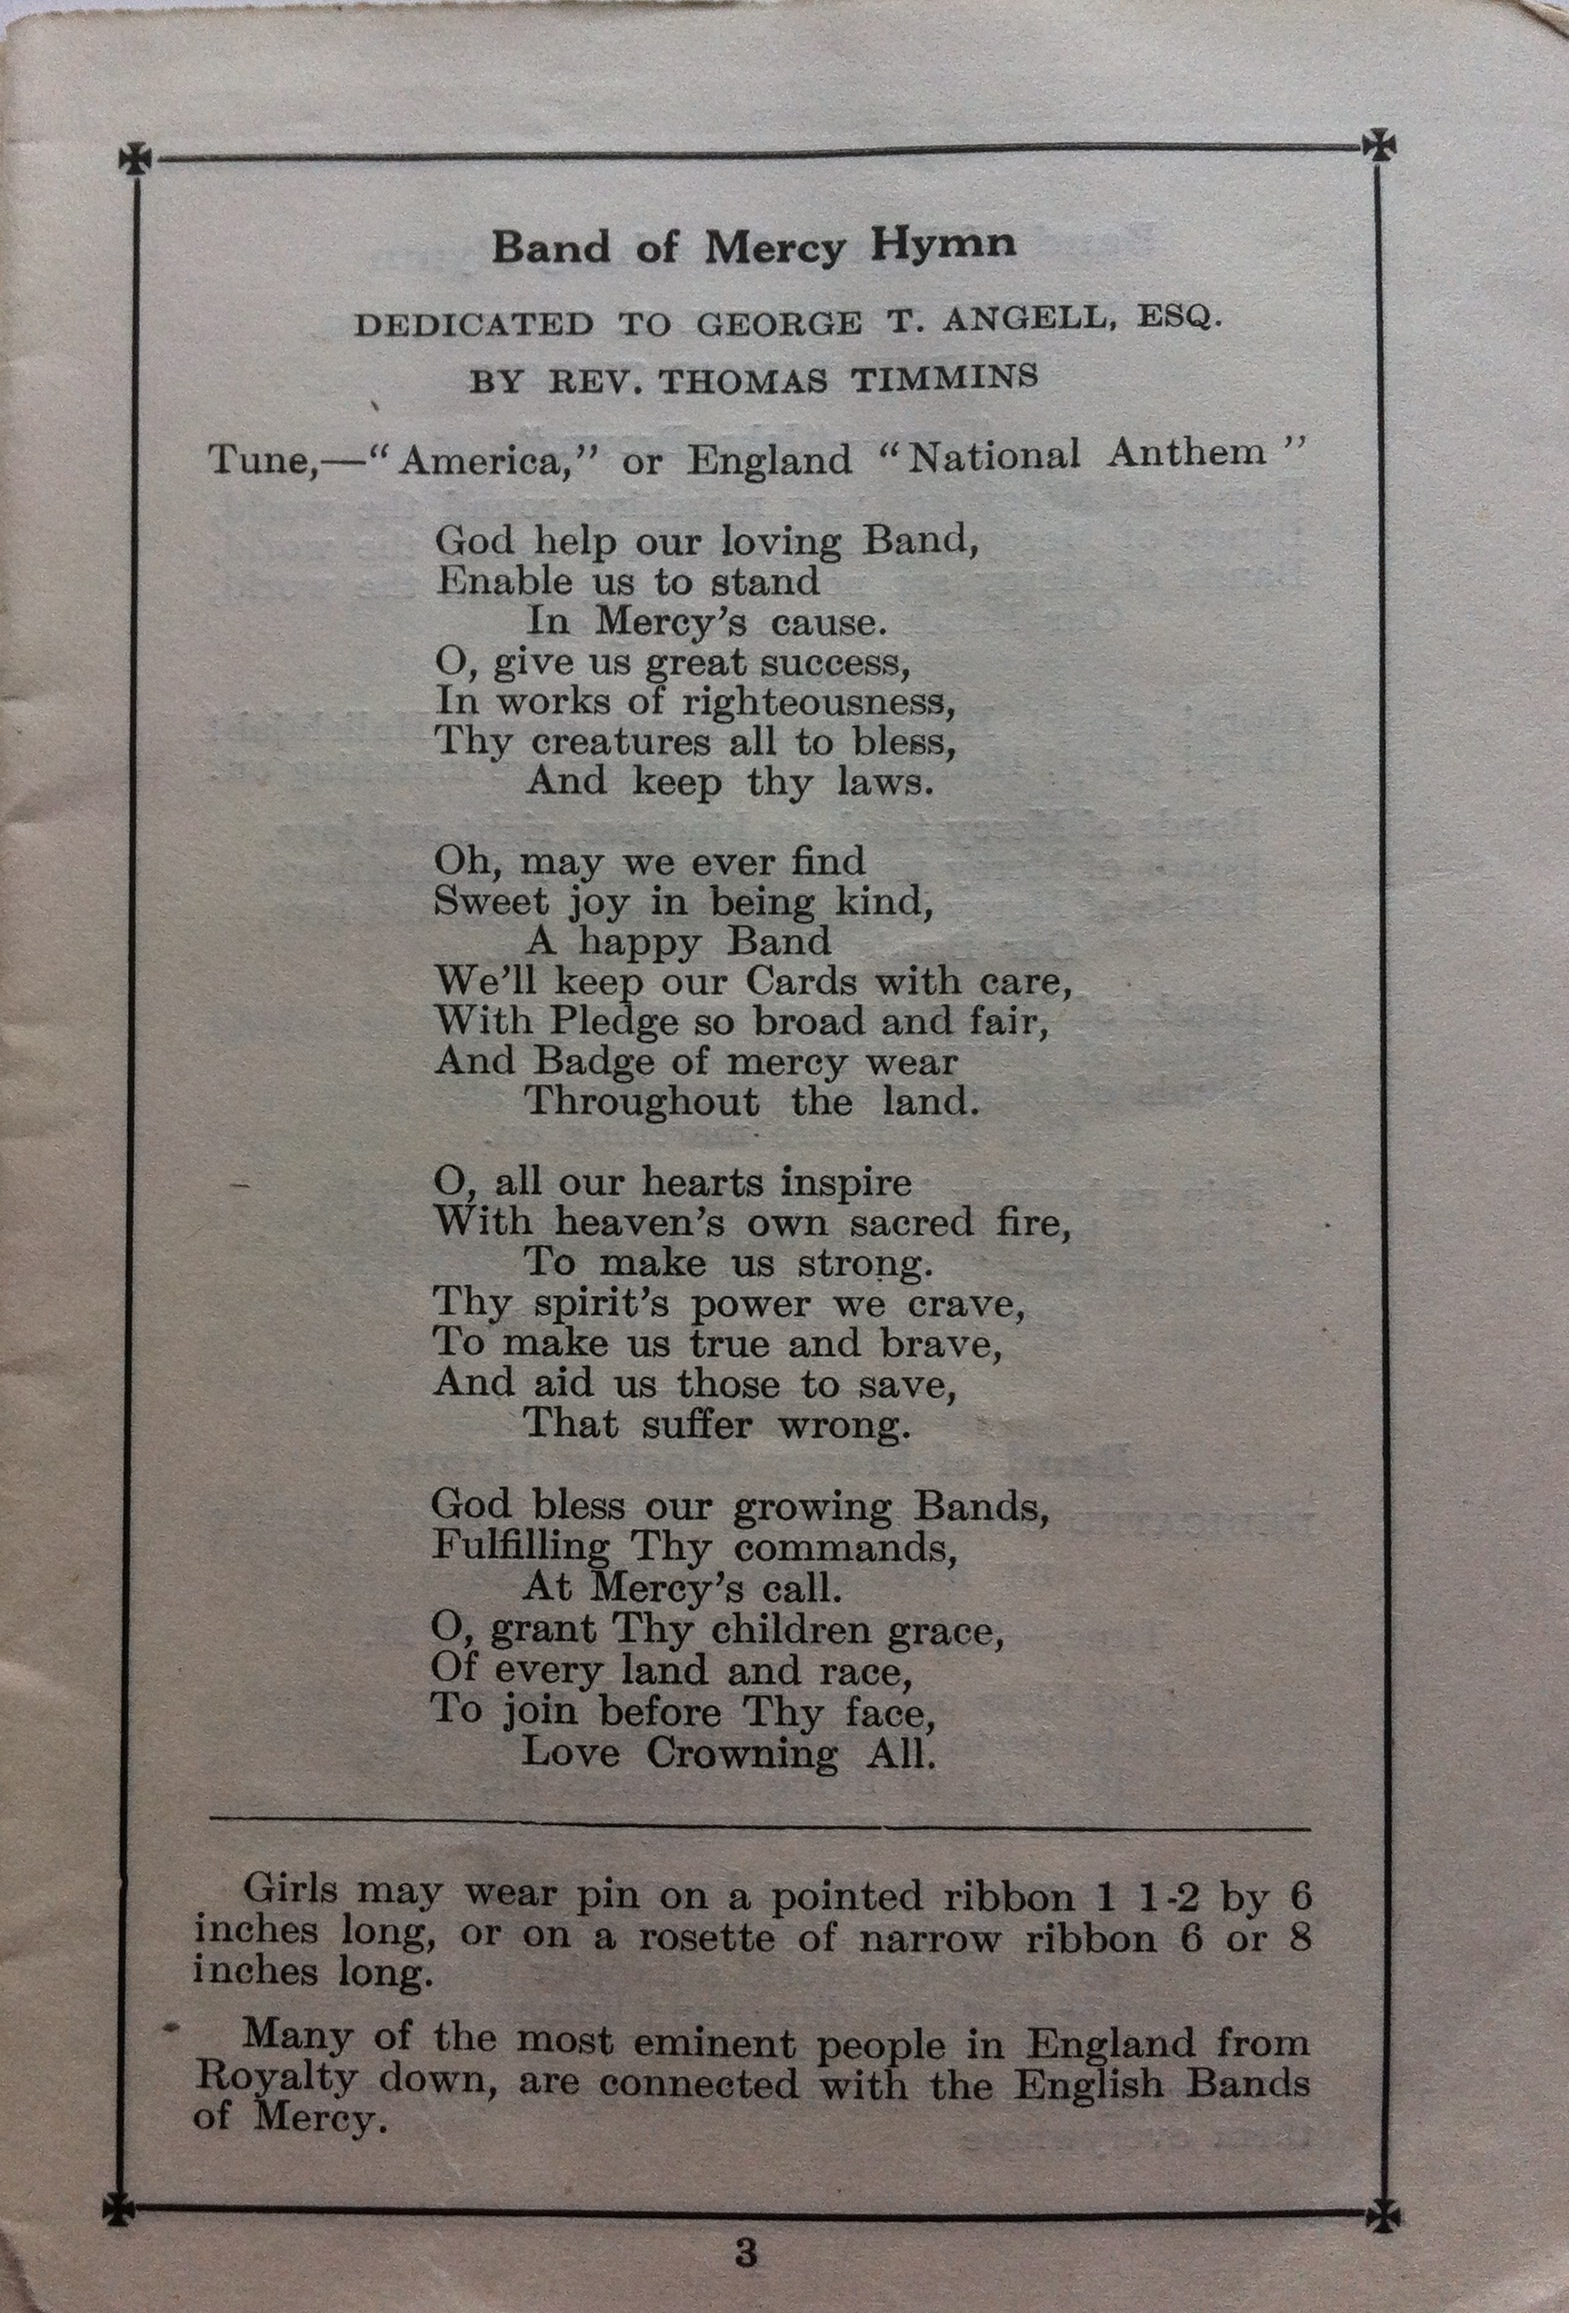 Band of Mercy Hymn
DEDICATED TO GEORGE T. ANGELL, ESQ.
BY REV. THOMAS TIMMINS
Tune,—“America,” or England “National Anthem”
God help our loving Band,
Enable us to stand
In Mercy’s cause.
O, give us great success,
In works of righteousness,
Thy creatures all to bless,
And keep thy laws.
Oh, may we ever find
Sweet joy in being kind,
A happy Band
We’ll keep our Cards with care,
With Pledge so broad and fair,
And Badge of mercy wear
Throughout the land.
O, all our hearts inspire
With heaven’s own sacred fire,
To make us strong.
Thy spirit’s power we crave,
To make us true and brave,
And aid us those to save,
That suffer wrong.
God bless our growing Bands,
Fulfilling Thy commands,
At Mercy’s call.
O, grant Thy children grace,
Of every land and race,
To join before Thy face,
Love Crowning All.
Girls may wear pin on a pointed ribbon 1 1-2 by 6
inches long, or on a rosette of narrow ribbon 6 or 8
inches long.
Many of the most eminent people in England from
Royalty down, are connected with the English Bands
of Mercy.
3